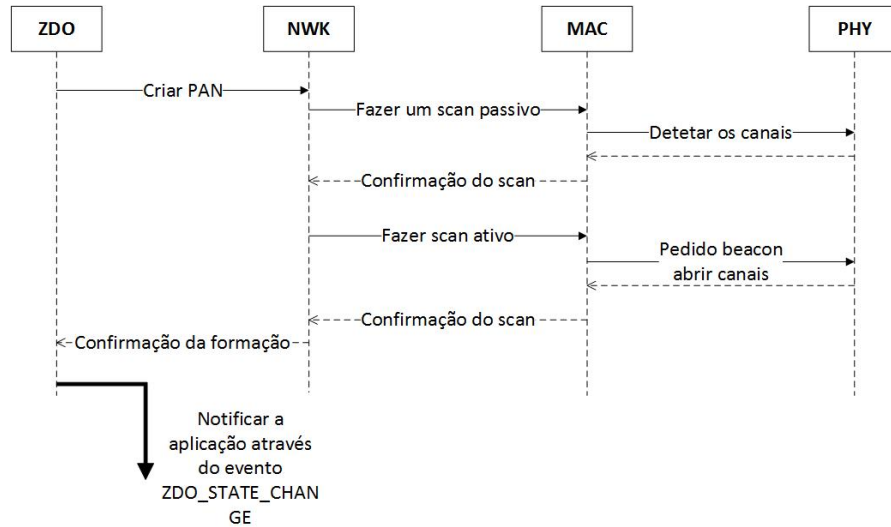 ZDO
NWK
MAC
PHY
Criar PAN
Fazer um scan passivo
Detetar os canais
Confirmação do scan
Fazer scan ativo
Pedido beacon
abrir canais
Confirmação do scan
Confirmação da formação
Notificar a
aplicação através
do evento
ZDO_STATE_CHAN
GE